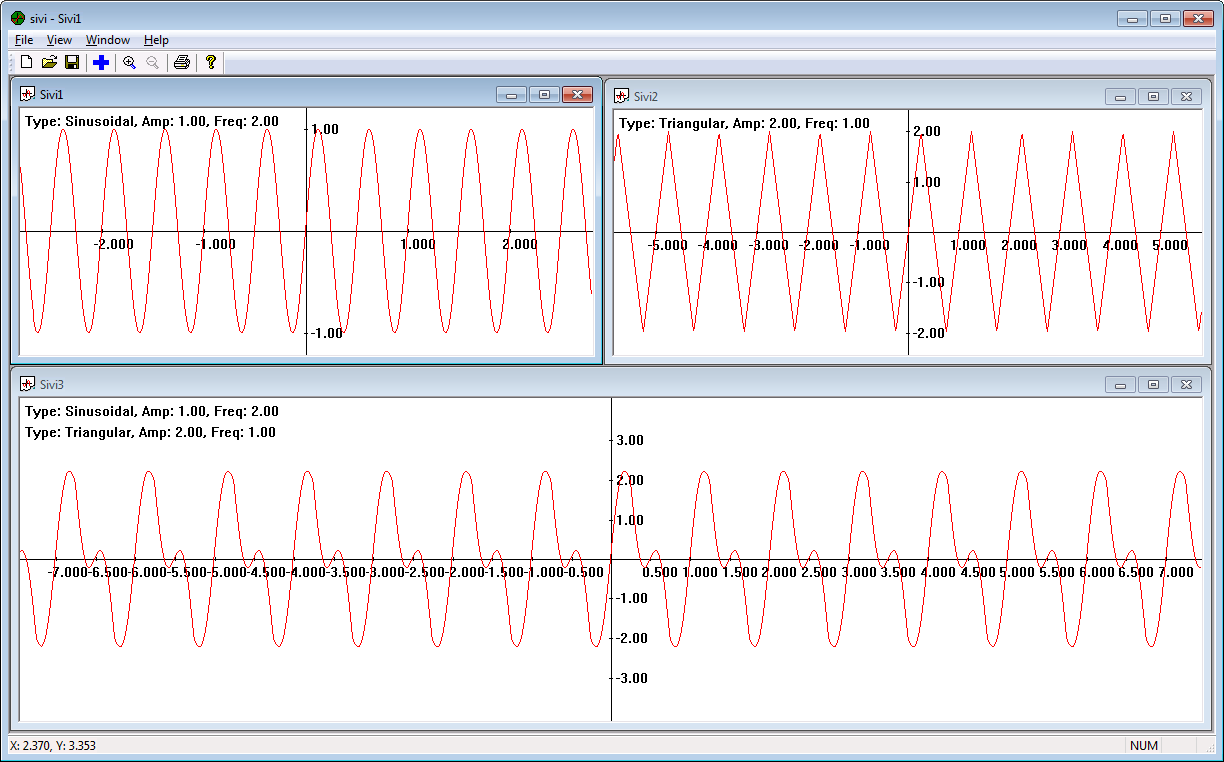 sivi - Sivi1
File View Window Help
Sivi1
Type: Sinusoidal, Amp: 1.00, Freq: 2.00
1.00
-2.000 -1.000 1.000 2.000
-1.00
Sivi2
Type: Triangular, Amp: 2.00, Freq: 1.00
2.00
1.00
-5.000 -4.000 -3.000 -2.000 -1.000 1.000 2.000 3.000 4.000 5.000
-1.00
-2.00
Sivi3
Type: Sinusoidal, Amp: 1.00, Freq: 2.00
Type: Triangular, Amp: 2.00, Freq: 1.00
3.00
2.00
1.00
-7.000-6.500-6.000-5.500-5.000-4.500-4.000-3.500-3.000-2.500-2.000-1.500-1.000-0.500 0.500 1.000 1.500 2.000 2.500 3.000 3.500 4.000 4.500 5.000 5.500 6.000 6.500 7.000
-1.00
-2.00
-3.00
X: 2.370, Y: 3.353 NUM